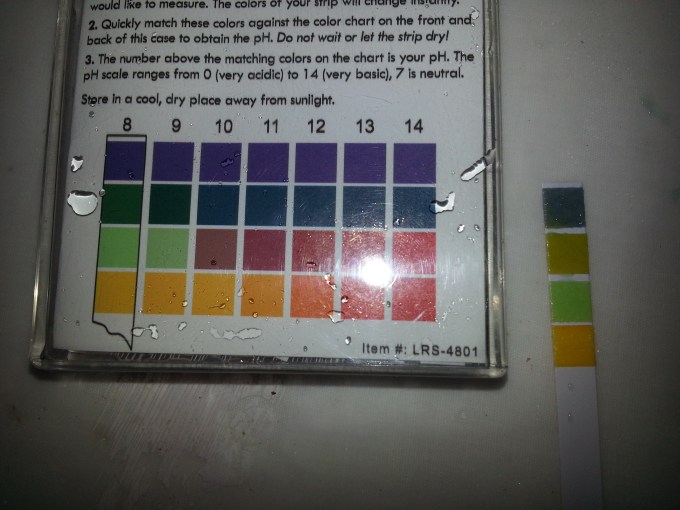 would like to measure. The colors of your strip will change instantly.
2. Quickly match these colors against the color chart on the front and
back of this case to obtain the pH. Do not wait or let the strip dry!
3. The number above the matching colors on the chart is your pH. The
pH scale ranges from 0 (very acidic) to 14 (very basic), 7 is neutral.
Store in a cool, dry place away from sunlight.
8 9 10 11 12 13 14
Item #: LRS-4801